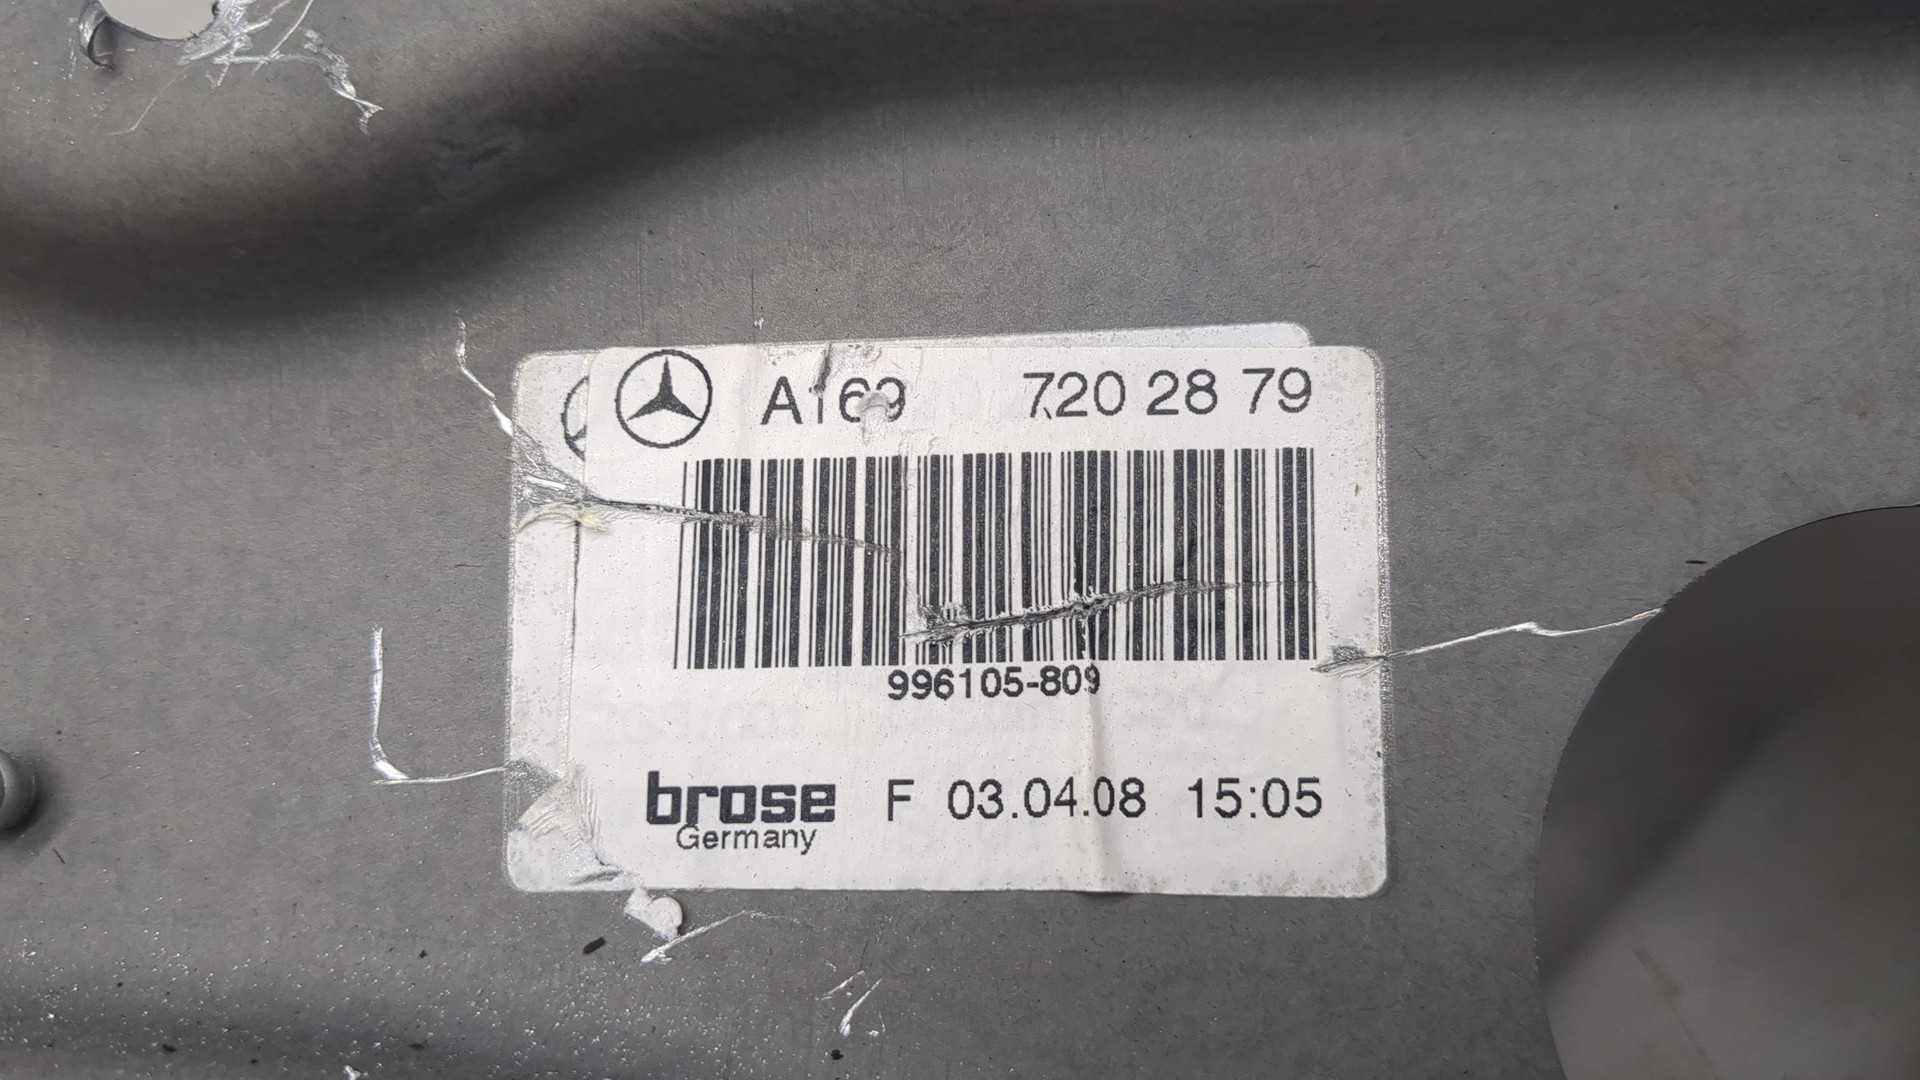 A169 720 28 79
996105-809
brose F 03.04.08 15:05
Germany